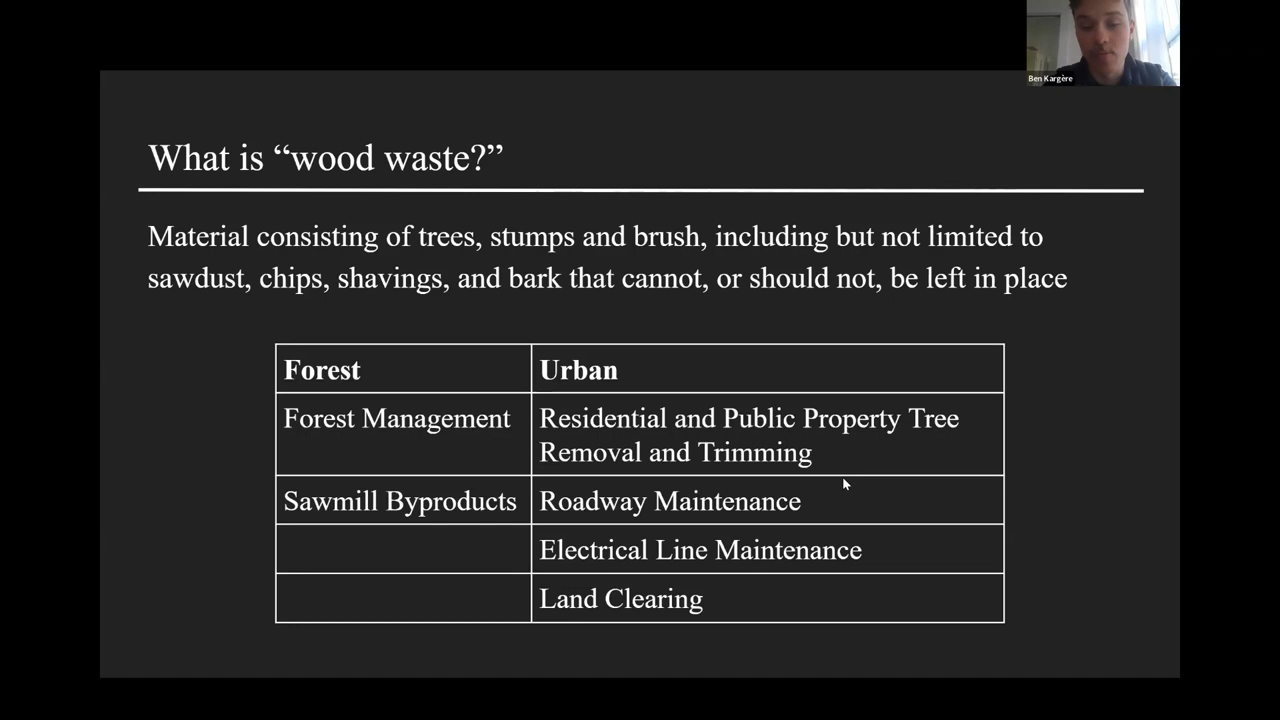 Ben Kargère
What is “wood waste?”
Material consisting of trees, stumps and brush, including but not limited to
sawdust, chips, shavings, and bark that cannot, or should not, be left in place
Forest
Urban
Forest Management
Residential and Public Property Tree
Removal and Trimming
Sawmill Byproducts
Roadway Maintenance
Electrical Line Maintenance
Land Clearing